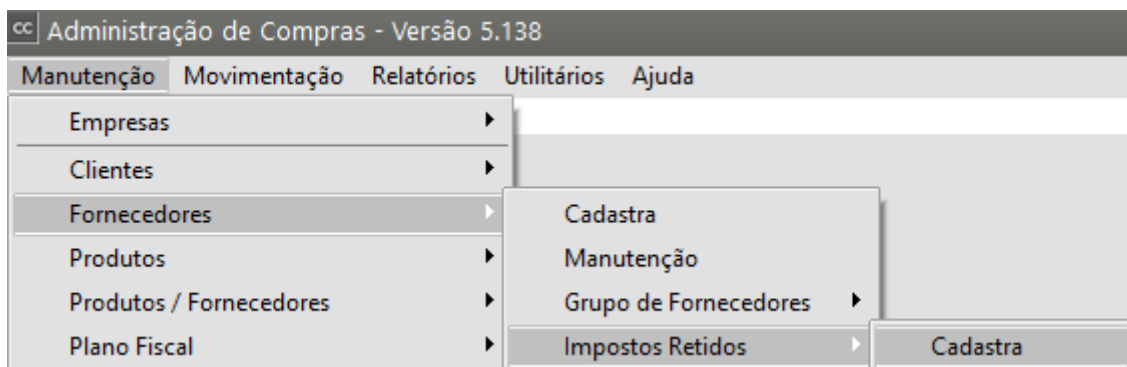 cc Administração de Compras - Versão 5.138
Manutenção Movimentação Relatórios Utilitários Ajuda
Empresas
Clientes
Fornecedores
Cadastra
Produtos
Manutenção
Produtos / Fornecedores
Grupo de Fornecedores
Plano Fiscal
Impostos Retidos
Cadastra